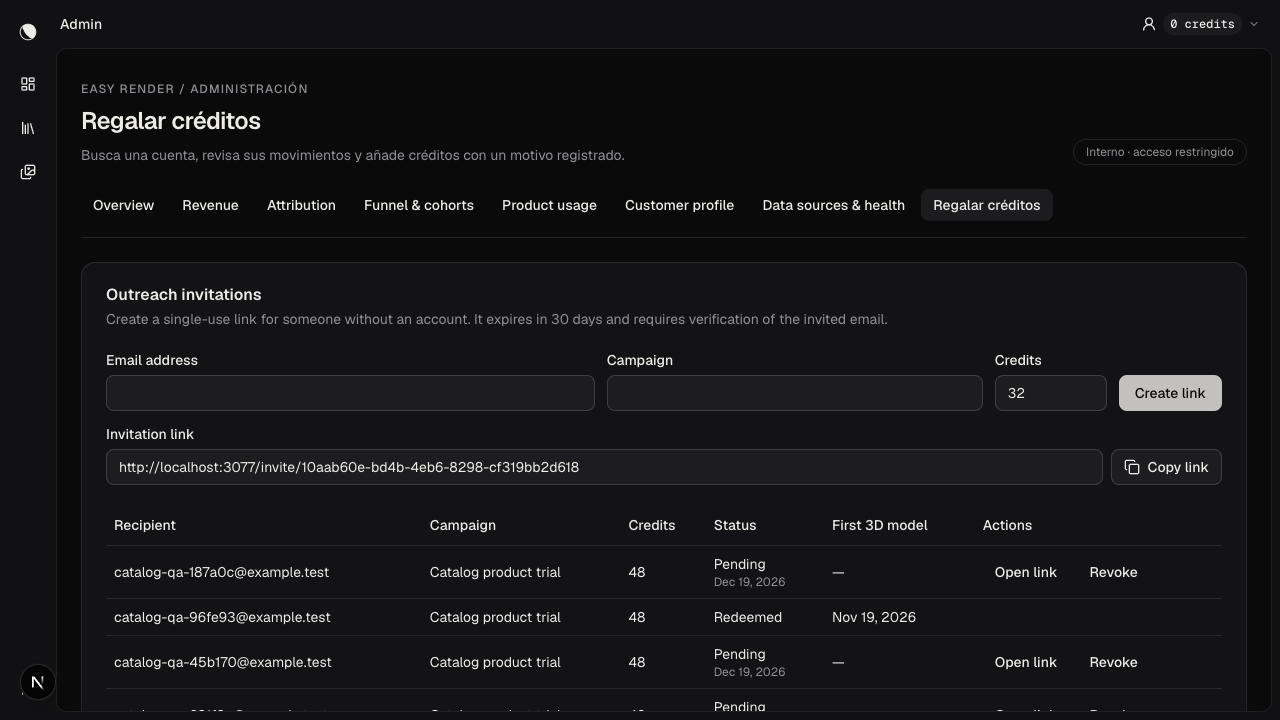 Admin
0 credits
EASY RENDER / ADMINISTRACIÓN
Regalar créditos
Busca una cuenta, revisa sus movimientos y añade créditos con un motivo registrado.
Interno · acceso restringido
Overview Revenue Attribution Funnel & cohorts Product usage Customer profile Data sources & health Regalar créditos
Outreach invitations
Create a single-use link for someone without an account. It expires in 30 days and requires verification of the invited email.
Email address Campaign Credits
32 Create link
Invitation link
http://localhost:3077/invite/10aab60e-bd4b-4eb6-8298-cf319bb2d618 Copy link
Recipient Campaign Credits Status First 3D model Actions
catalog-qa-187a0c@example.test Catalog product trial 48 Pending — Open link Revoke
Dec 19, 2026
catalog-qa-96fe93@example.test Catalog product trial 48 Redeemed Nov 19, 2026
catalog-qa-45b170@example.test Catalog product trial 48 Pending — Open link Revoke
Dec 19, 2026
Pending
N